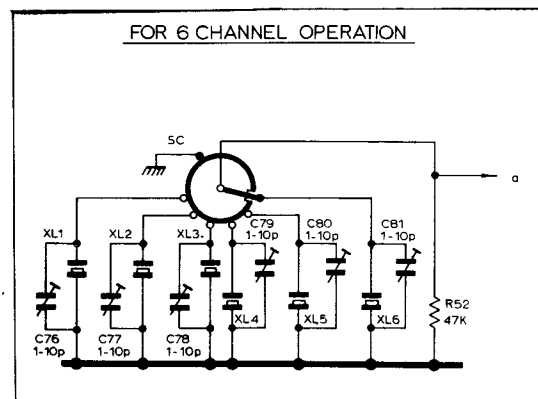 FOR 6 CHANNEL OPERATION
SC
a
XL1
XL2
XL3.
C79
1-10p
C80
1-10p
C81
1-10p
C76
1-10p
C77
1-10p
C78
1-10p
XL4
XL5
XL6
R52
47K